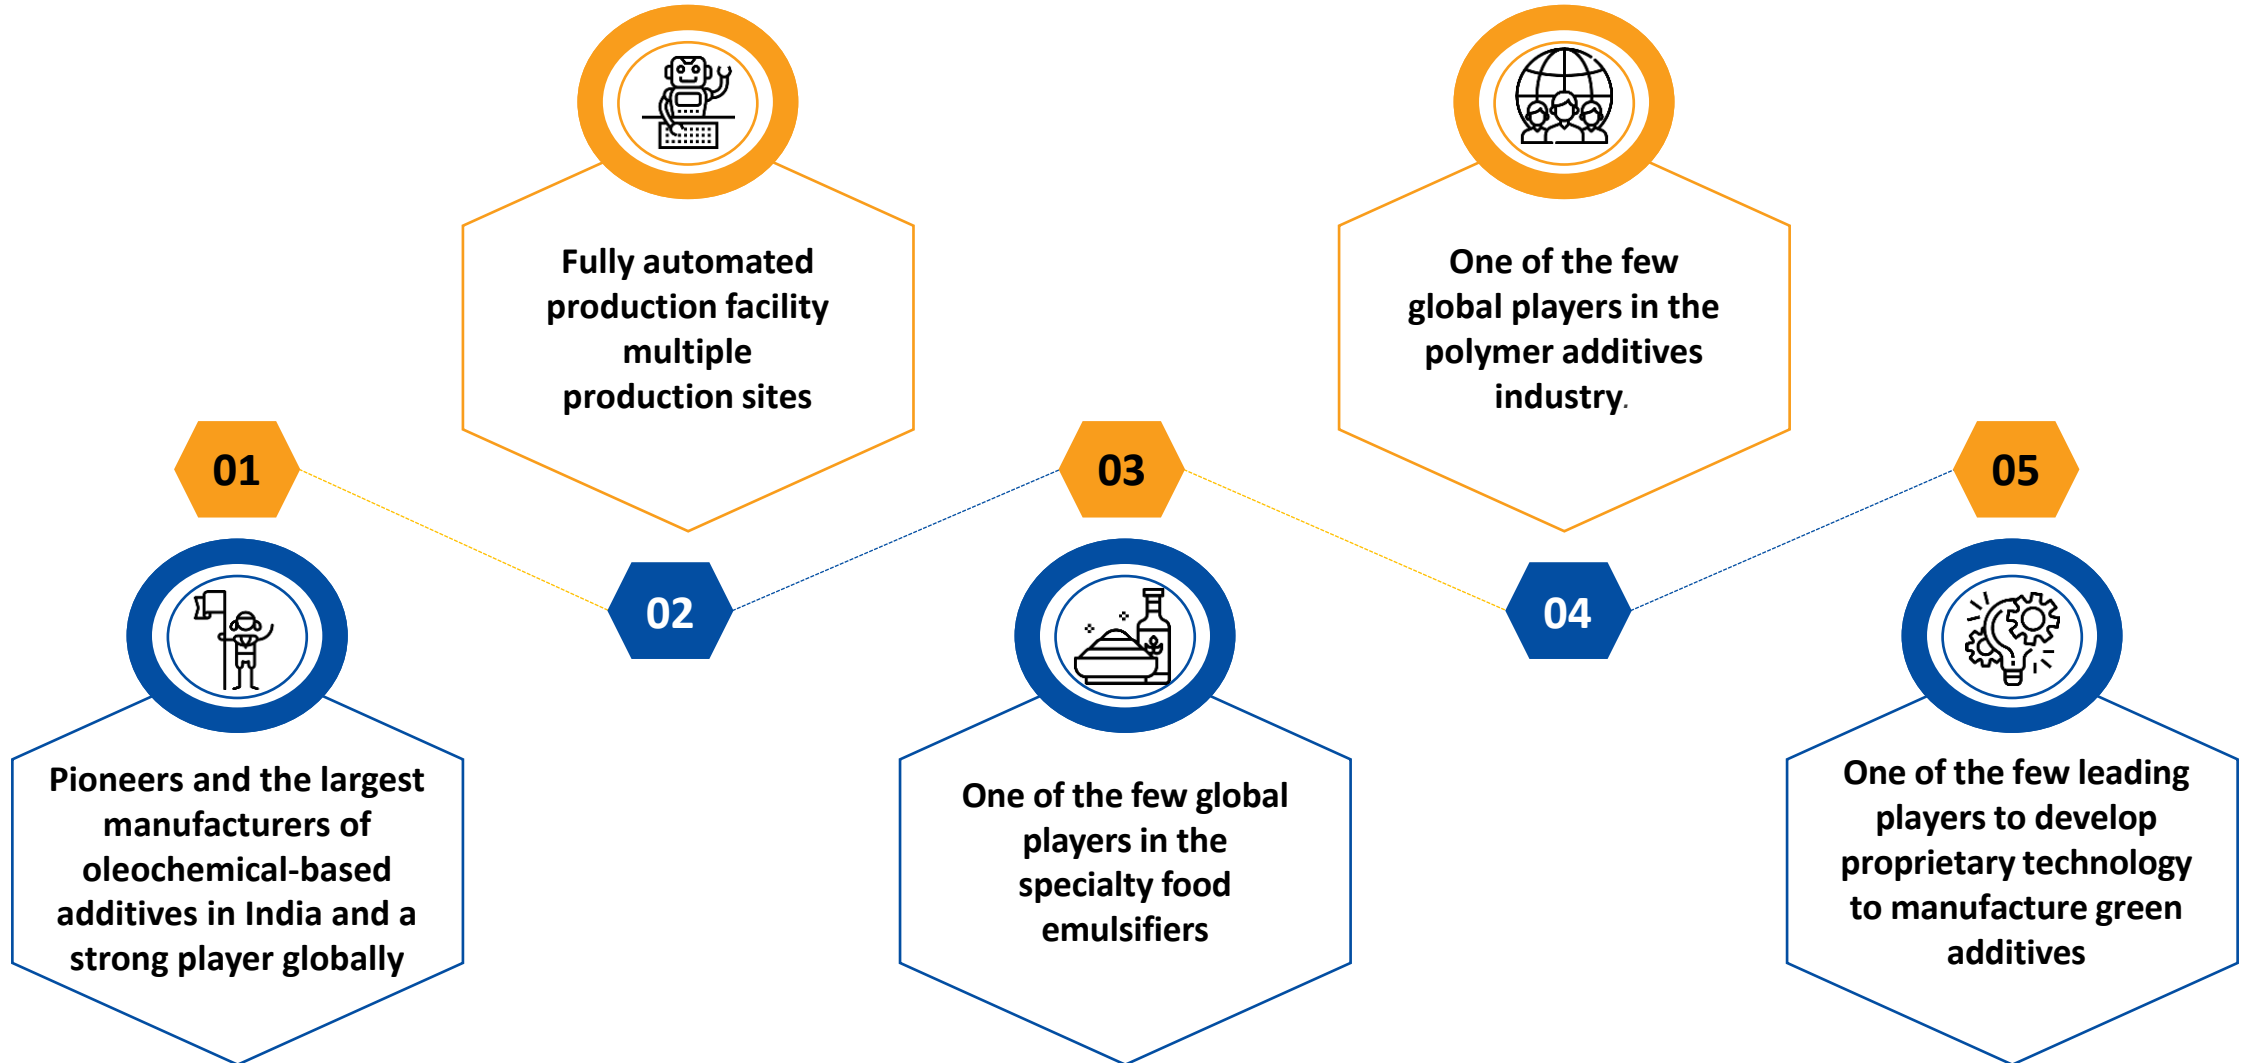 01
Pioneers and the largest
manufacturers of
oleochemical-based
additives in India and a
strong player globally
Fully automated
production facility
multiple
production sites
02
03
One of the few global
players in the
specialty food
emulsifiers
One of the few
global players in the
polymer additives
industry.
04
05
One of the few leading
players to develop
proprietary technology
to manufacture green
additives